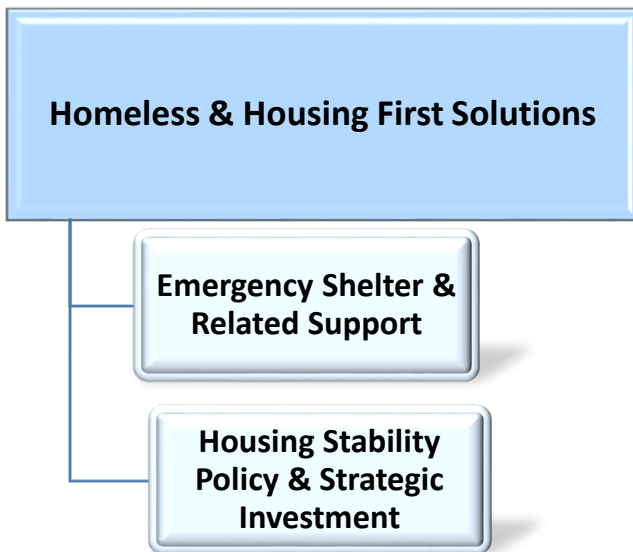 Homeless & Housing First Solutions
Emergency Shelter &
Related Support
Housing Stability
Policy & Strategic
Investment